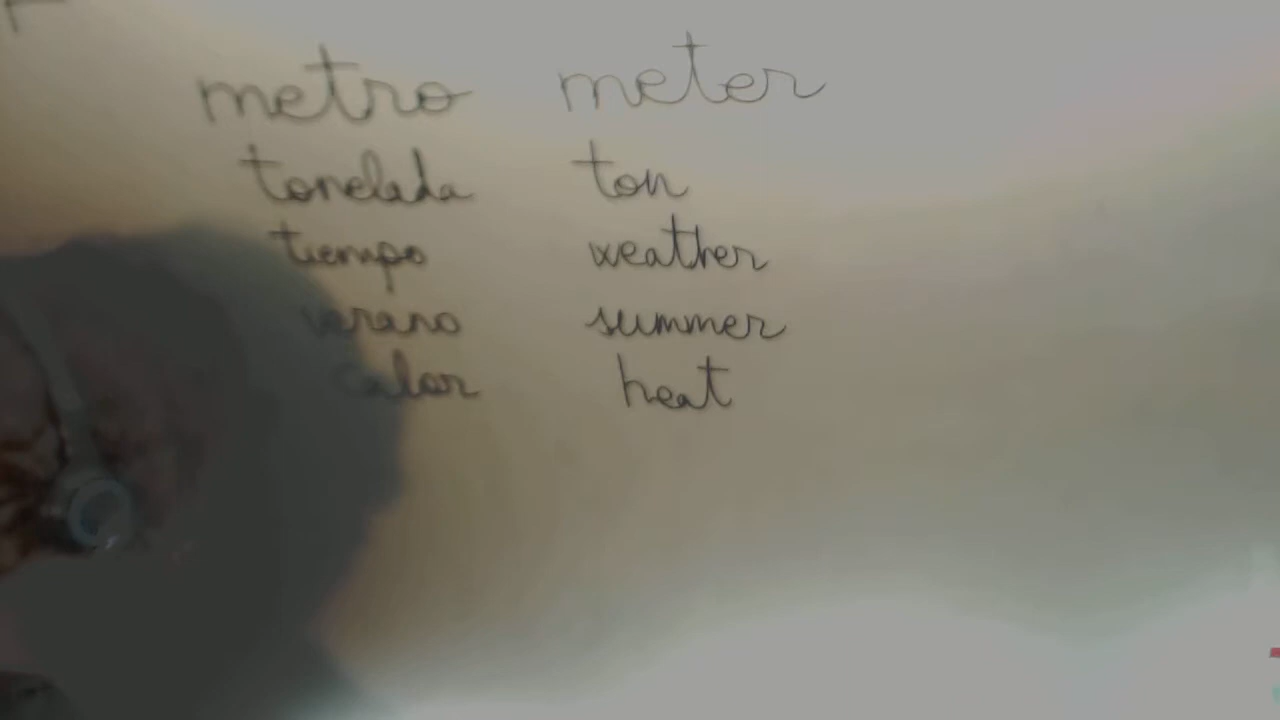 metro meter
tonelada ton
tiempo weather
verano summer
calor heat